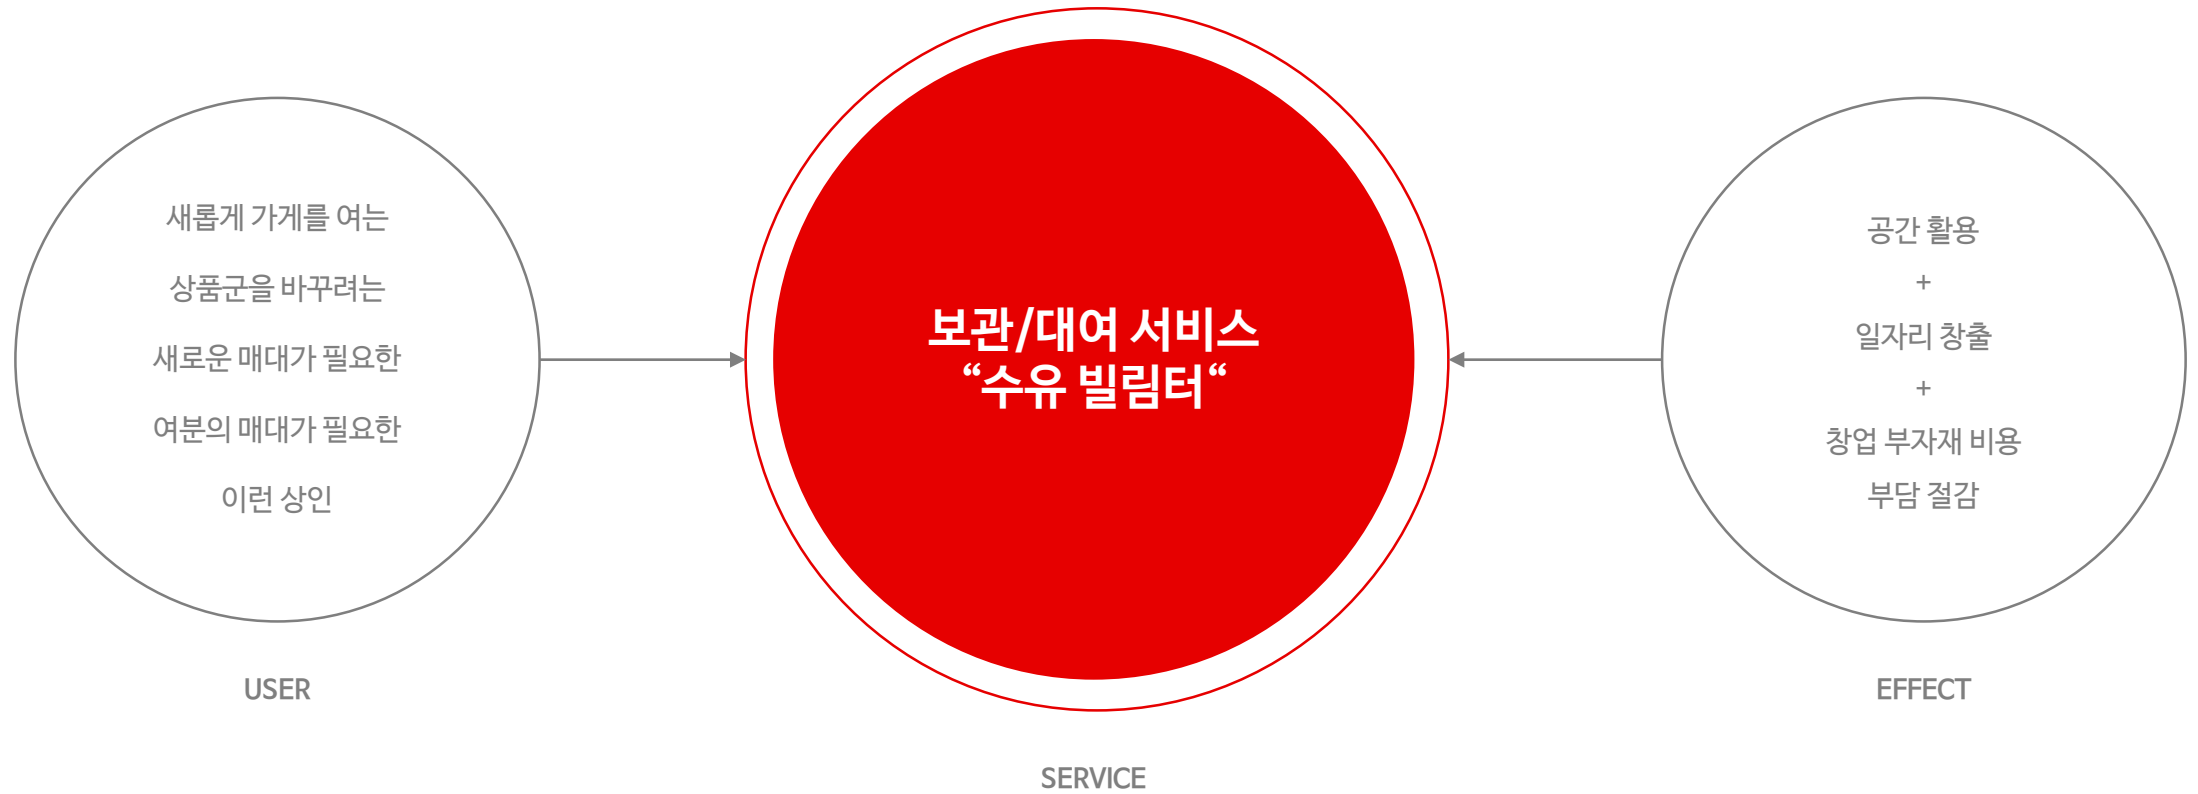 새롭게 가게를 여는
상품군을 바꾸려는
새로운 매대가 필요한
여분의 매대가 필요한
이런 상인
USER
보관/대여 서비스
“수유 빌림터“
SERVICE
공간 활용
+
일자리 창출
+
창업 부자재 비용
부담 절감
EFFECT